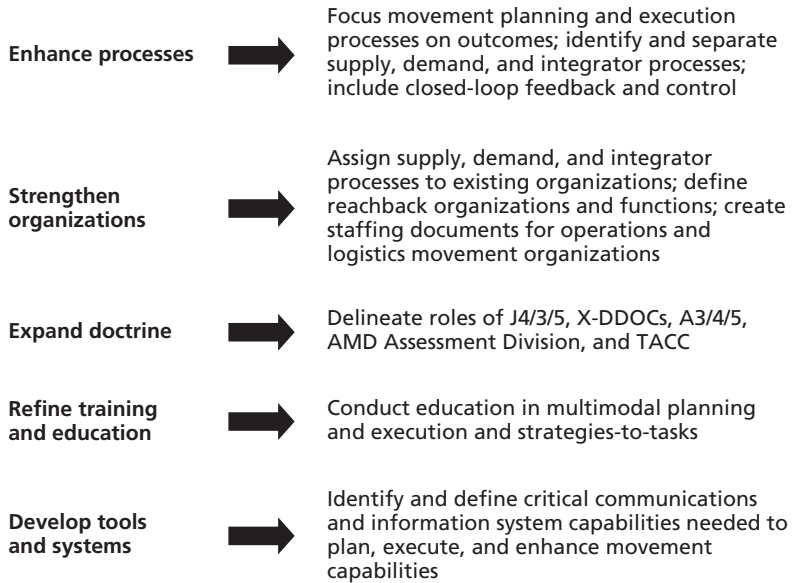 Enhance processes
Focus movement planning and execution
processes on outcomes; identify and separate
supply, demand, and integrator processes;
include closed-loop feedback and control
Strengthen
organizations
Assign supply, demand, and integrator
processes to existing organizations; define
reachback organizations and functions; create
staffing documents for operations and
logistics movement organizations
Expand doctrine
Delineate roles of J4/3/5, X-DDOCs, A3/4/5,
AMD Assessment Division, and TACC
Refine training
and education
Conduct education in multimodal planning
and execution and strategies-to-tasks
Develop tools
and systems
Identify and define critical communications
and information system capabilities needed to
plan, execute, and enhance movement
capabilities